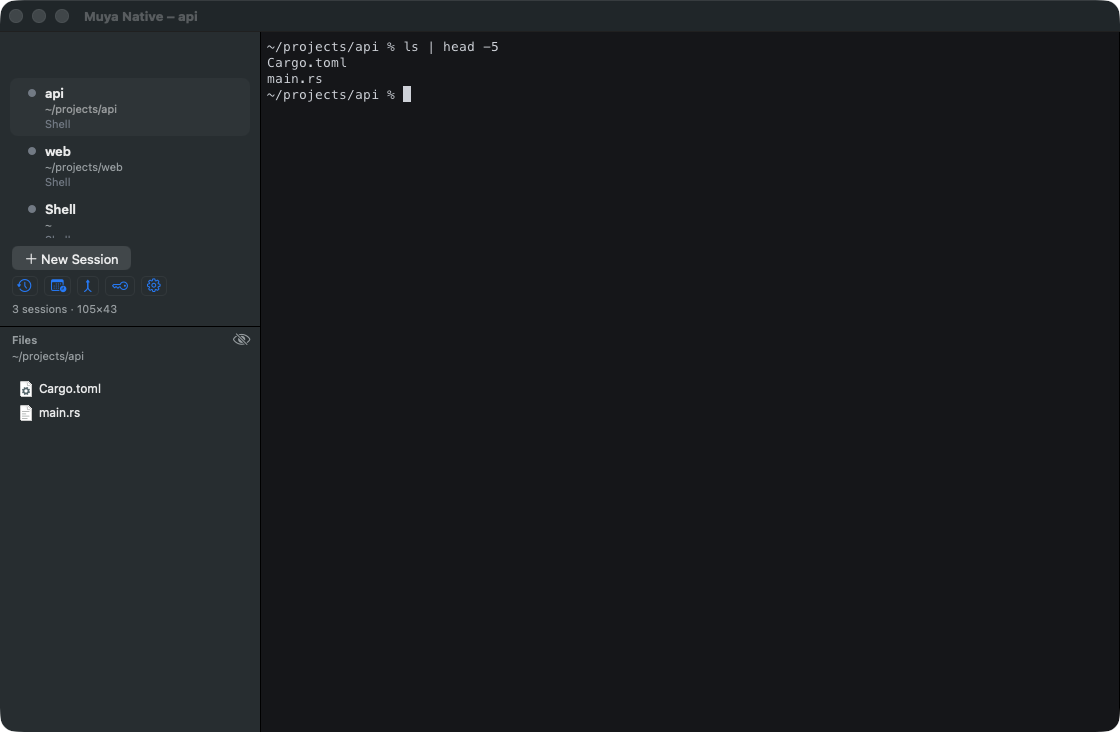 Muya Native – api
api
~/projects/api
Shell
web
~/projects/web
Shell
Shell
~
+ New Session
3 sessions · 105×43
Files
~/projects/api
Cargo.toml
main.rs
~/projects/api % ls | head -5
Cargo.toml
main.rs
~/projects/api %